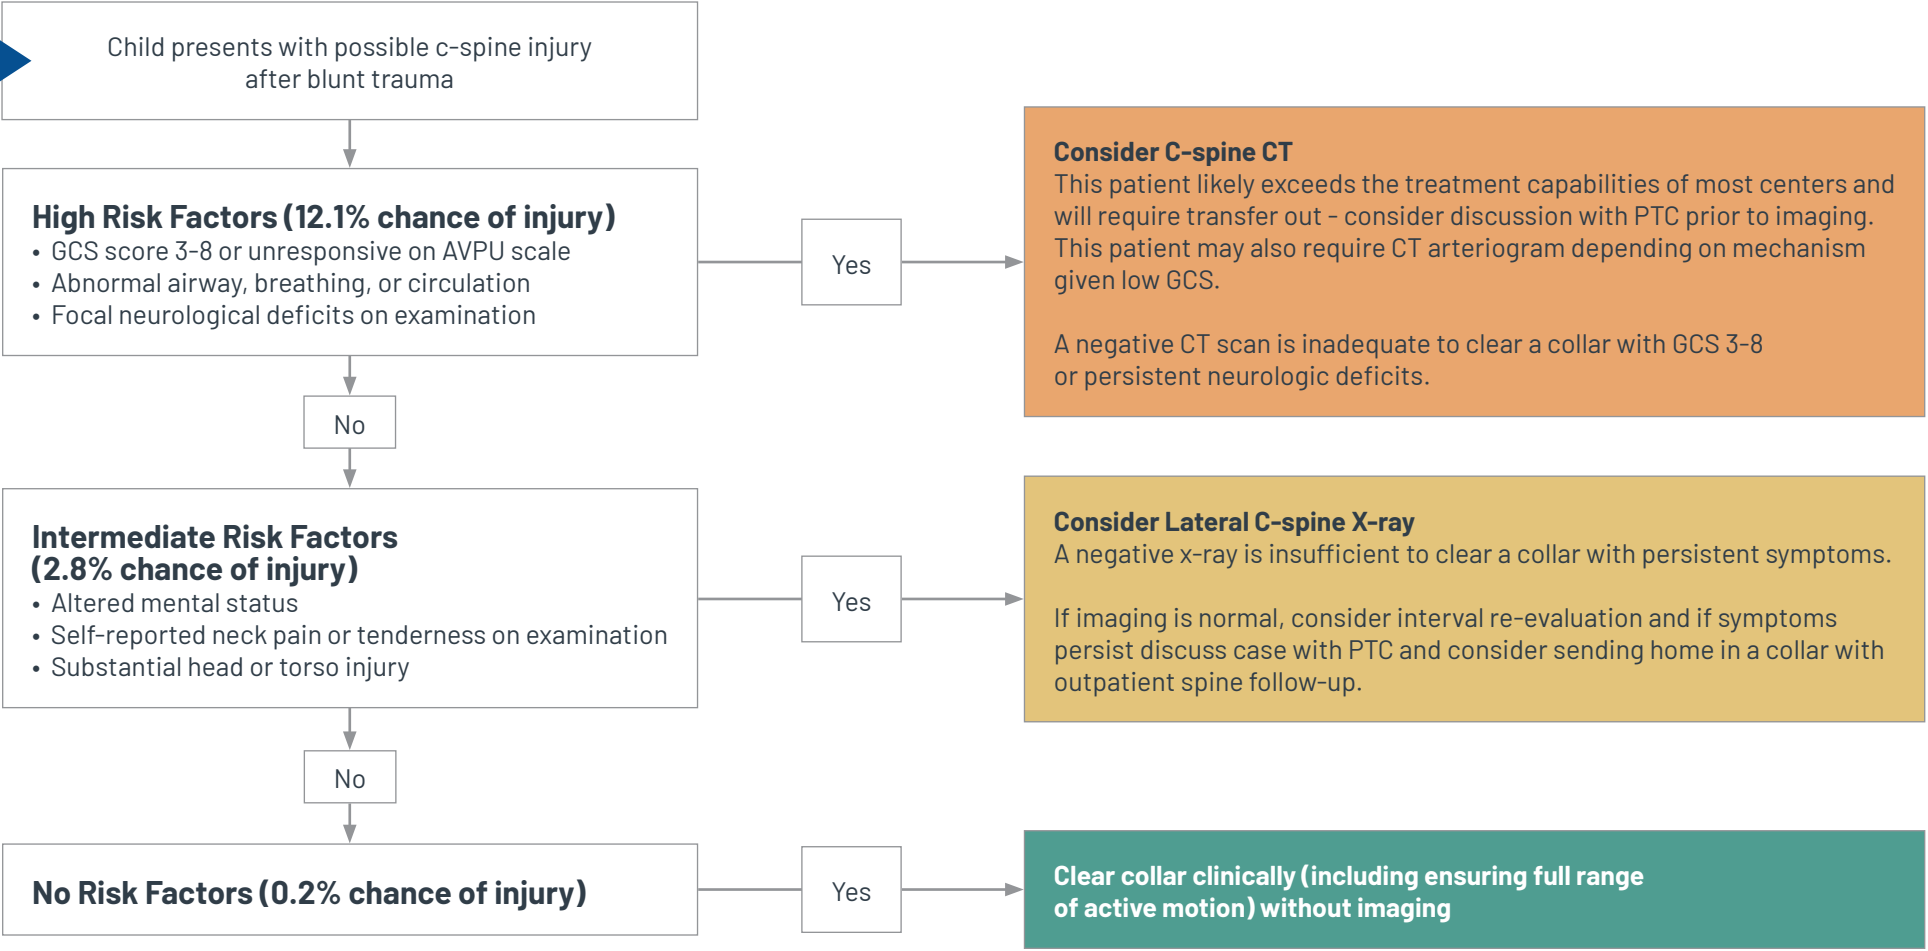 Child presents with possible c-spine injury
after blunt trauma
High Risk Factors (12.1% chance of injury)
• GCS score 3-8 or unresponsive on AVPU scale
• Abnormal airway, breathing, or circulation
• Focal neurological deficits on examination
Yes
Consider C-spine CT
This patient likely exceeds the treatment capabilities of most centers and
will require transfer out - consider discussion with PTC prior to imaging.
This patient may also require CT arteriogram depending on mechanism
given low GCS.
A negative CT scan is inadequate to clear a collar with GCS 3-8
or persistent neurologic deficits.
No
Intermediate Risk Factors
(2.8% chance of injury)
• Altered mental status
• Self-reported neck pain or tenderness on examination
• Substantial head or torso injury
Yes
Consider Lateral C-spine X-ray
A negative x-ray is insufficient to clear a collar with persistent symptoms.
If imaging is normal, consider interval re-evaluation and if symptoms
persist discuss case with PTC and consider sending home in a collar with
outpatient spine follow-up.
No
No Risk Factors (0.2% chance of injury)
Yes
Clear collar clinically (including ensuring full range
of active motion) without imaging